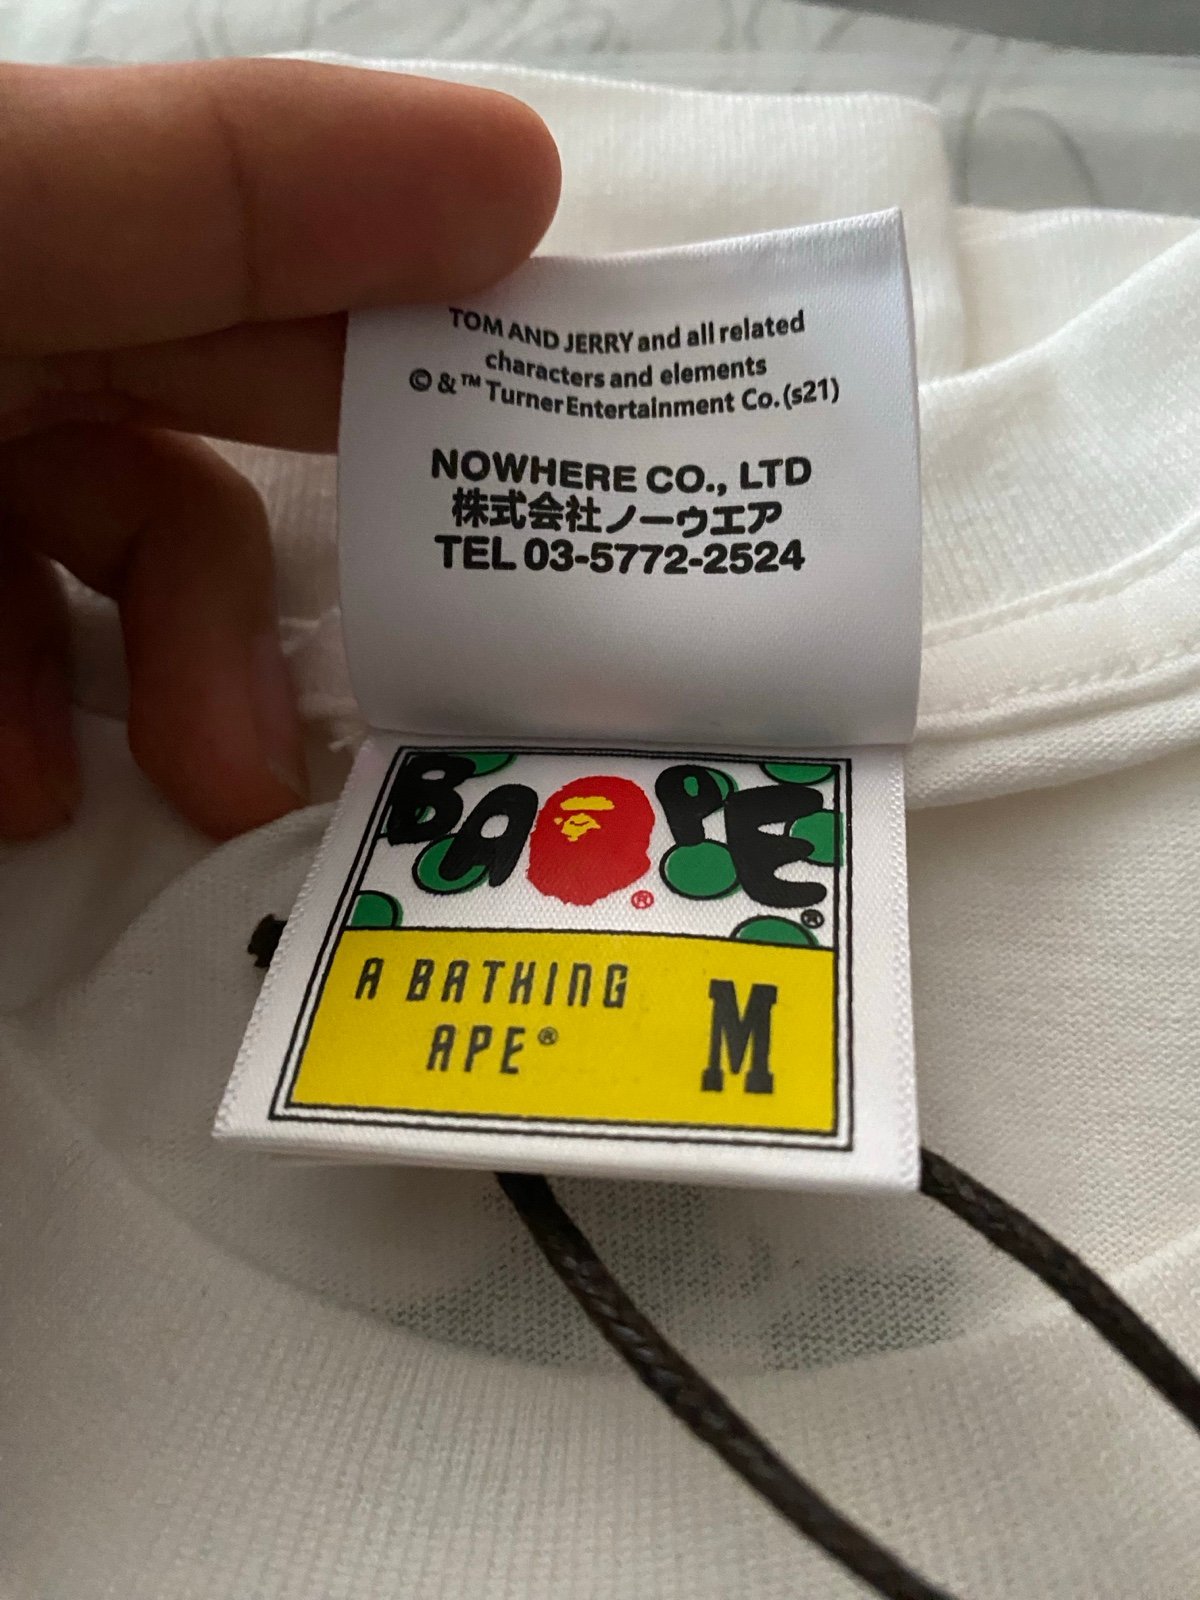 TOM AND JERRY and all related
characters and elements
© & ™ Turner Entertainment Co. (s21)
NOWHERE CO., LTD
株式会社ノーウエア
TEL 03-5772-2524
BAPE®
®
A BATHING
APE®
M